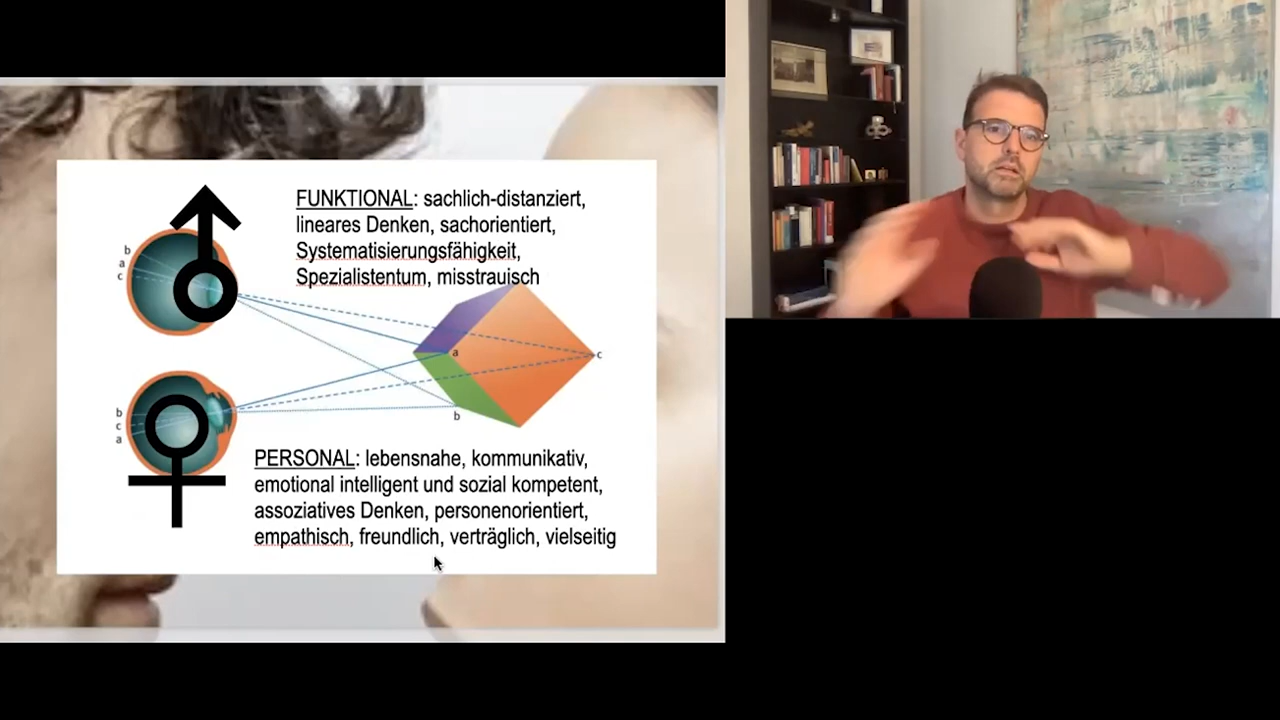 FUNKTIONAL: sachlich-distanziert,
lineares Denken, sachorientiert,
Systematisierungsfähigkeit,
Spezialistentum, misstrauisch
b
a
c
a
c
b
b
c
a
PERSONAL: lebensnahe, kommunikativ,
emotional intelligent und sozial kompetent,
assoziatives Denken, personenorientiert,
empathisch, freundlich, verträglich, vielseitig